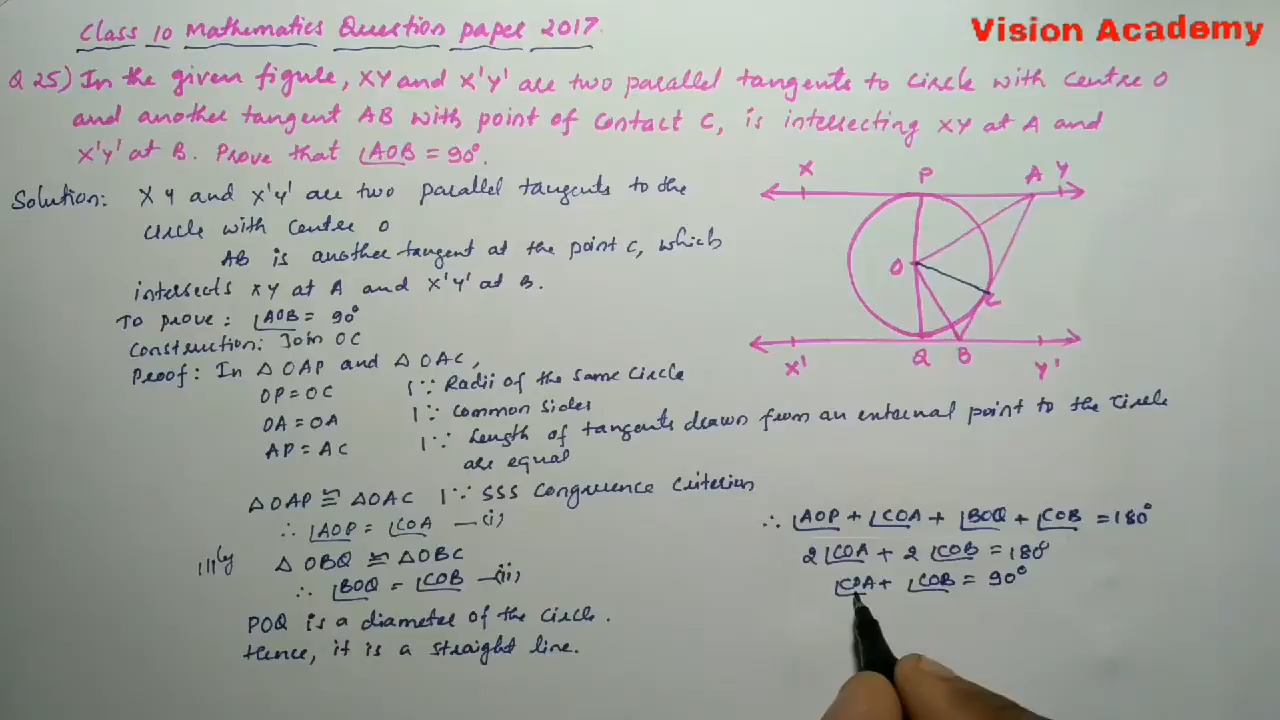 Class 10 Mathematics Question paper 2017.
Vision Academy
Q 25) In the given figure, XY and X'Y' are two parallel tangents to circle with centre O
and another tangent AB with point of contact C, is intersecting XY at A and
X'Y' at B. Prove that ∠AOB = 90°.
Solution: XY and X'Y' are two parallel tangents to the
circle with centre O
AB is another tangent at the point C, which
intersects XY at A and X'Y' at B.
To prove: ∠AOB = 90°
Construction: Join OC
Proof: In △OAP and △OAC,
OP = OC | ∵ Radii of the same circle
OA = OA | ∵ Common sides
AP = AC | ∵ Length of tangents drawn from an external point to the circle
are equal
△OAP ≅ △OAC | ∵ SSS congruence criterion
∴ ∠AOP = ∠COA —(i)
|||ly △OBQ ≅ △OBC
∴ ∠BOQ = ∠COB —(ii)
POQ is a diameter of the circle.
Hence, it is a straight line.
X P A Y
O
C
X' Q B Y'
∴ ∠AOP + ∠COA + ∠BOQ + ∠COB = 180°
2∠COA + 2∠COB = 180°
∠COA + ∠COB = 90°